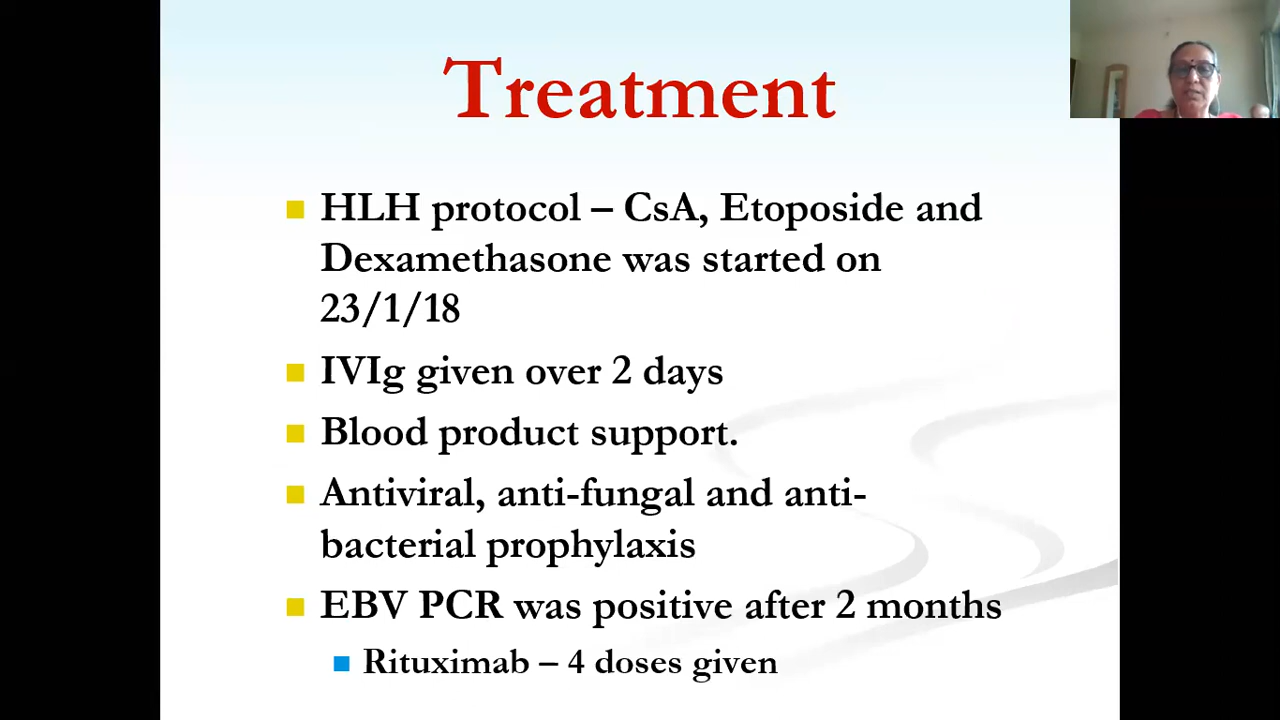 Treatment
HLH protocol – CsA, Etoposide and
Dexamethasone was started on
23/1/18
IVIg given over 2 days
Blood product support.
Antiviral, anti-fungal and anti-
bacterial prophylaxis
EBV PCR was positive after 2 months
Rituximab – 4 doses given